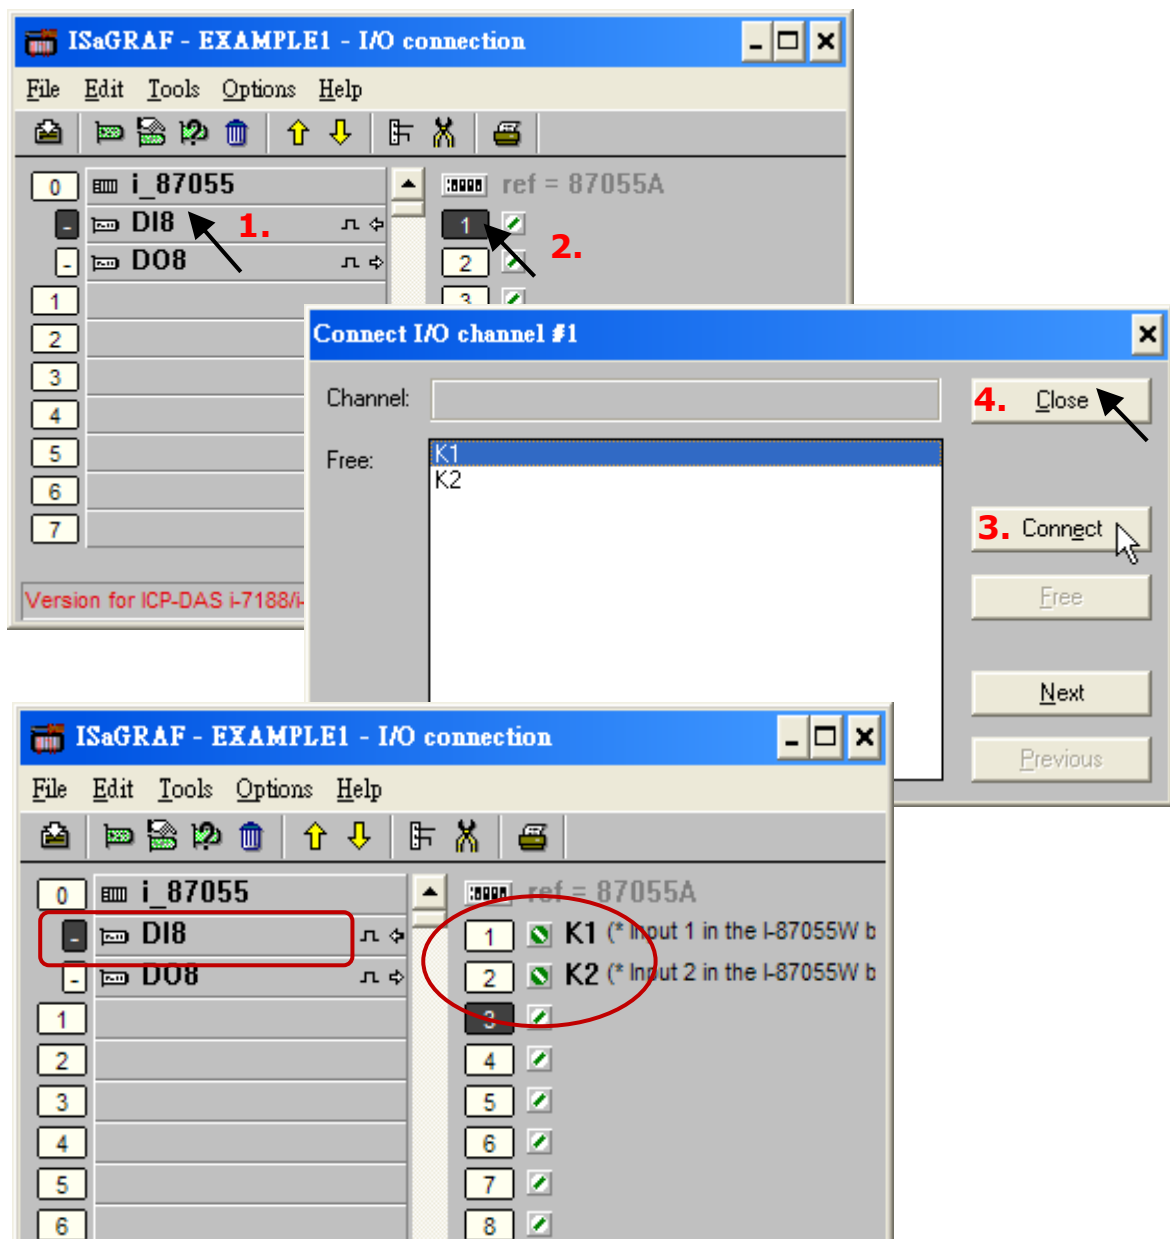 ISaGRAF - EXAMPLE1 - I/O connection
File Edit Tools Options Help
0 i_87055 ref = 87055A
- DI8 1. 1 2.
- DO8 2
1 3
2
3
4
5
6
7
Version for ICP-DAS i-7188/i-
Connect I/O channel #1
Channel: 4. Close
Free: K1
K2
3. Connect
Free
Next
Previous
ISaGRAF - EXAMPLE1 - I/O connection
File Edit Tools Options Help
0 i_87055 ref = 87055A
- DI8 1 K1 (* Input 1 in the I-87055W b
- DO8 2 K2 (* Input 2 in the I-87055W b
1 3
2 4
3 5
4 6
5 7
6 8